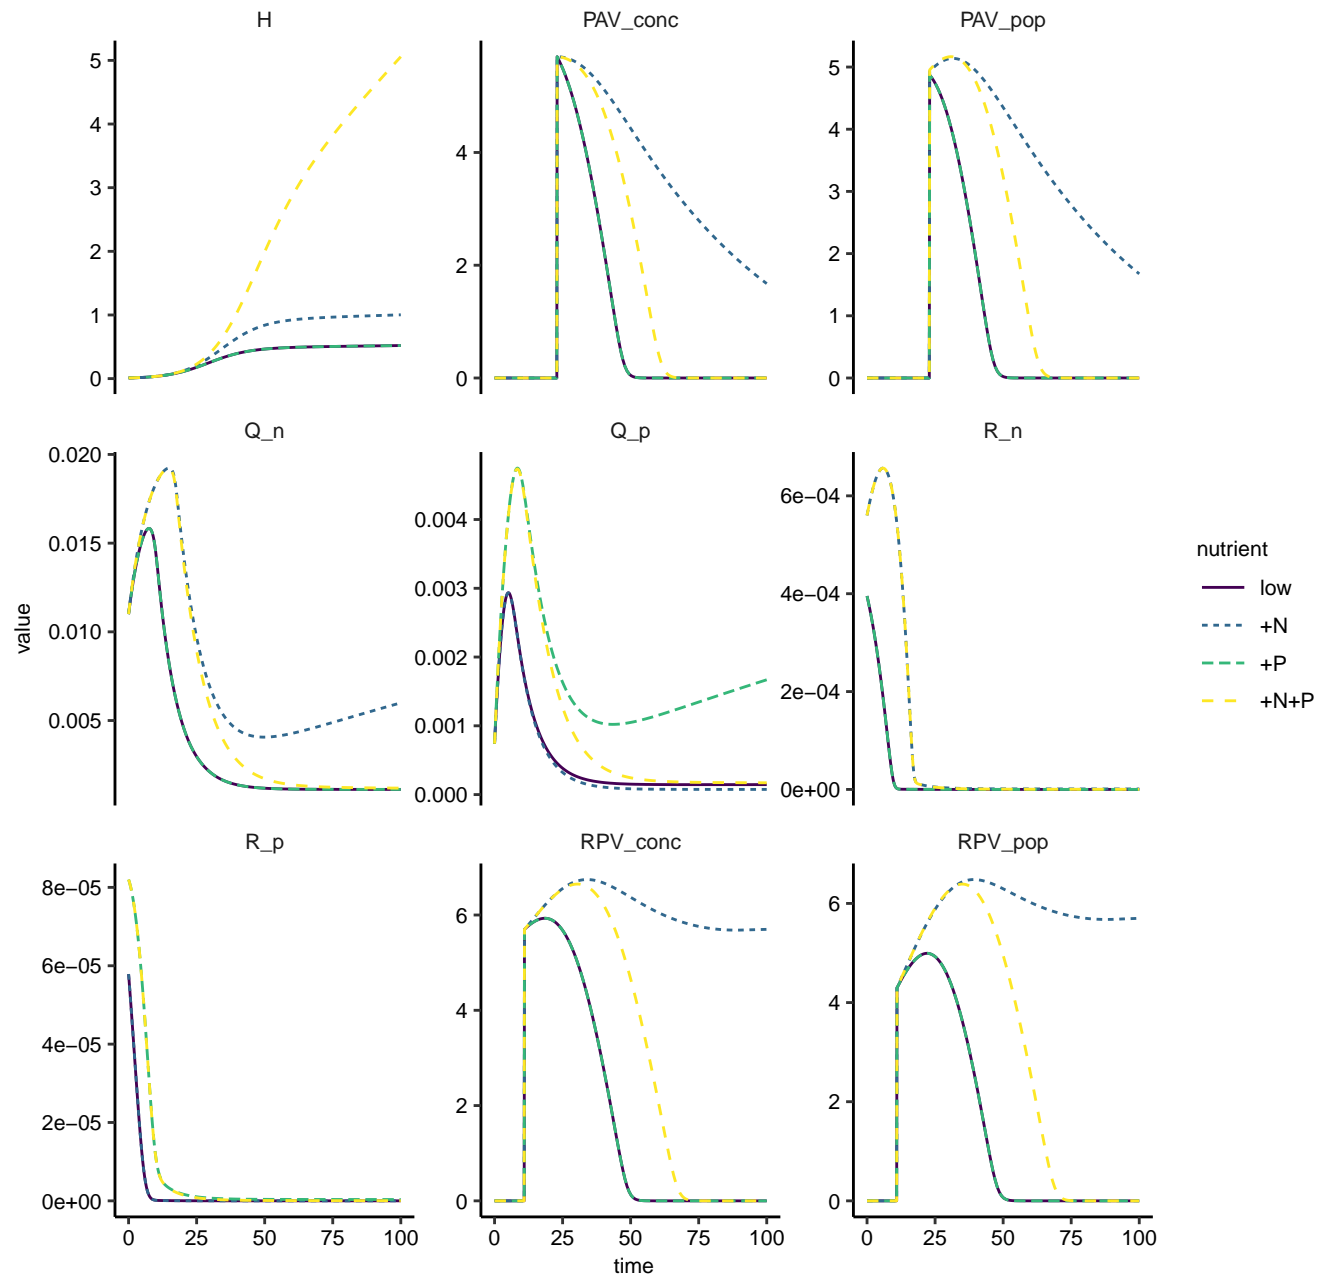 H PAV_conc PAV_pop
5
4
3
2
1
0
4
2
0
5
4
3
2
1
0
Q_n Q_p R_n
0.020
0.015
0.010
0.005
0.004
0.003
0.002
0.001
0.000
6e−04
4e−04
2e−04
0e+00
R_p RPV_conc RPV_pop
8e−05
6e−05
4e−05
2e−05
0e+00
6
4
2
0
6
4
2
0
0 25 50 75 100
0 25 50 75 100
0 25 50 75 100
time
value
nutrient
low
+N
+P
+N+P